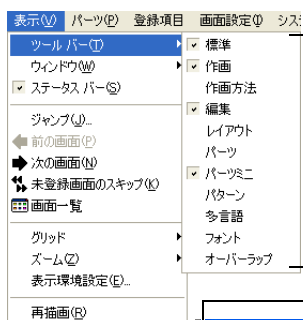 表示(V) パーツ(P) 登録項目 画面設定(I) シス
ツール バー(T)
ウィンドウ(W)
ステータス バー(S)
ジャンプ(J)...
前の画面(P)
次の画面(N)
未登録画面のスキップ(K)
画面一覧
グリッド
ズーム(Z)
表示環境設定(E)...
再描画(R)
標準
作画
作画方法
編集
レイアウト
パーツ
パーツミニ
パターン
多言語
フォント
オーバーラップ